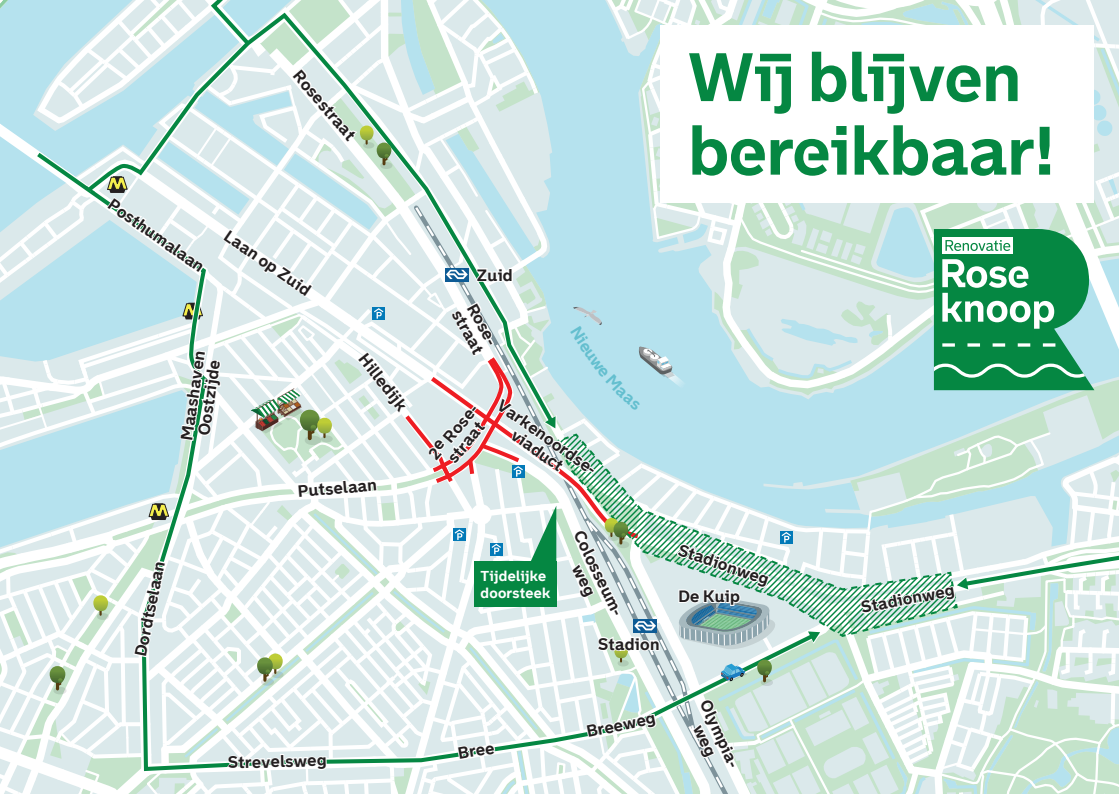 Wij blijven
bereikbaar!
Renovatie
Rose
knoop
Rosestraat
Posthumalaan
Laan op Zuid
Zuid
Rose-
straat
Nieuwe Maas
Hilledijk
Maashaven
Oostzijde
2e Rose-
straat
Varkenoordse-
viaduct
Putselaan
Tijdelijke
doorsteek
Colosseum-
weg
Stadionweg
Stadionweg
De Kuip
Stadion
Dordtselaan
Olympia-
weg
Breeweg
Bree
Strevelsweg
M
M
M
P
P
P
P
P